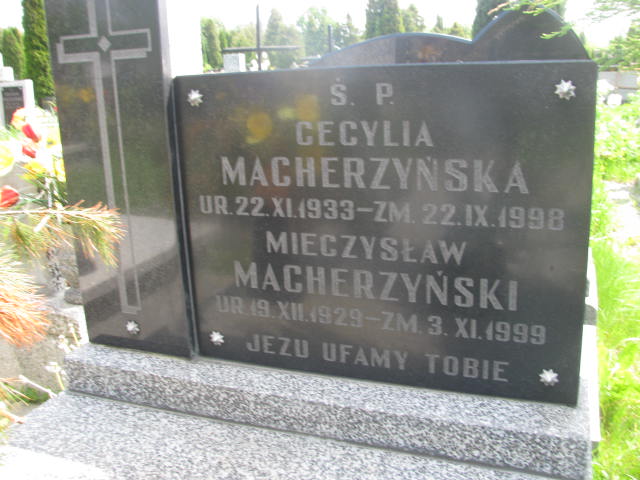 Ś. P.
CECYLIA
MACHERZYŃSKA
UR. 22. XI. 1933 – ZM. 22. IX. 1998
MIECZYSŁAW
MACHERZYŃSKI
UR. 19. XII. 1929 – ZM. 3. XI. 1999
JEZU UFAMY TOBIE